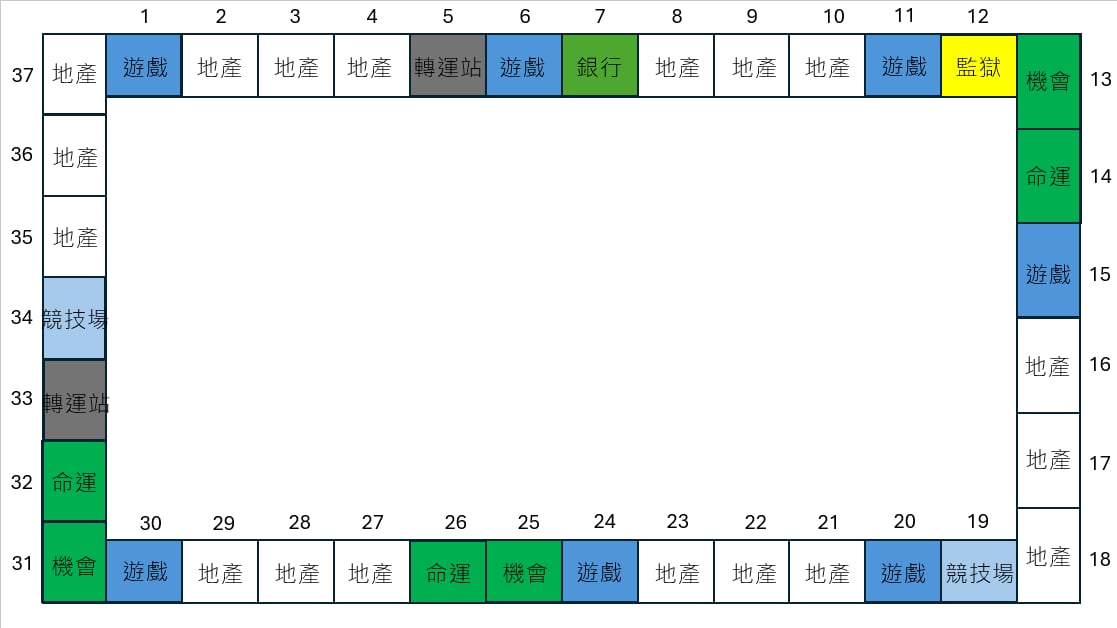 1 2 3 4 5 6 7 8 9 10 11 12
37 地產 遊戲 地產 地產 地產 轉運站 遊戲 銀行 地產 地產 地產 遊戲 監獄 機會 13
36 地產 命運 14
35 地產 遊戲 15
34 競技場 地產 16
33 轉運站 地產 17
32 命運
30 29 28 27 26 25 24 23 22 21 20 19
31 機會 遊戲 地產 地產 地產 命運 機會 遊戲 地產 地產 地產 遊戲 競技場 地產 18